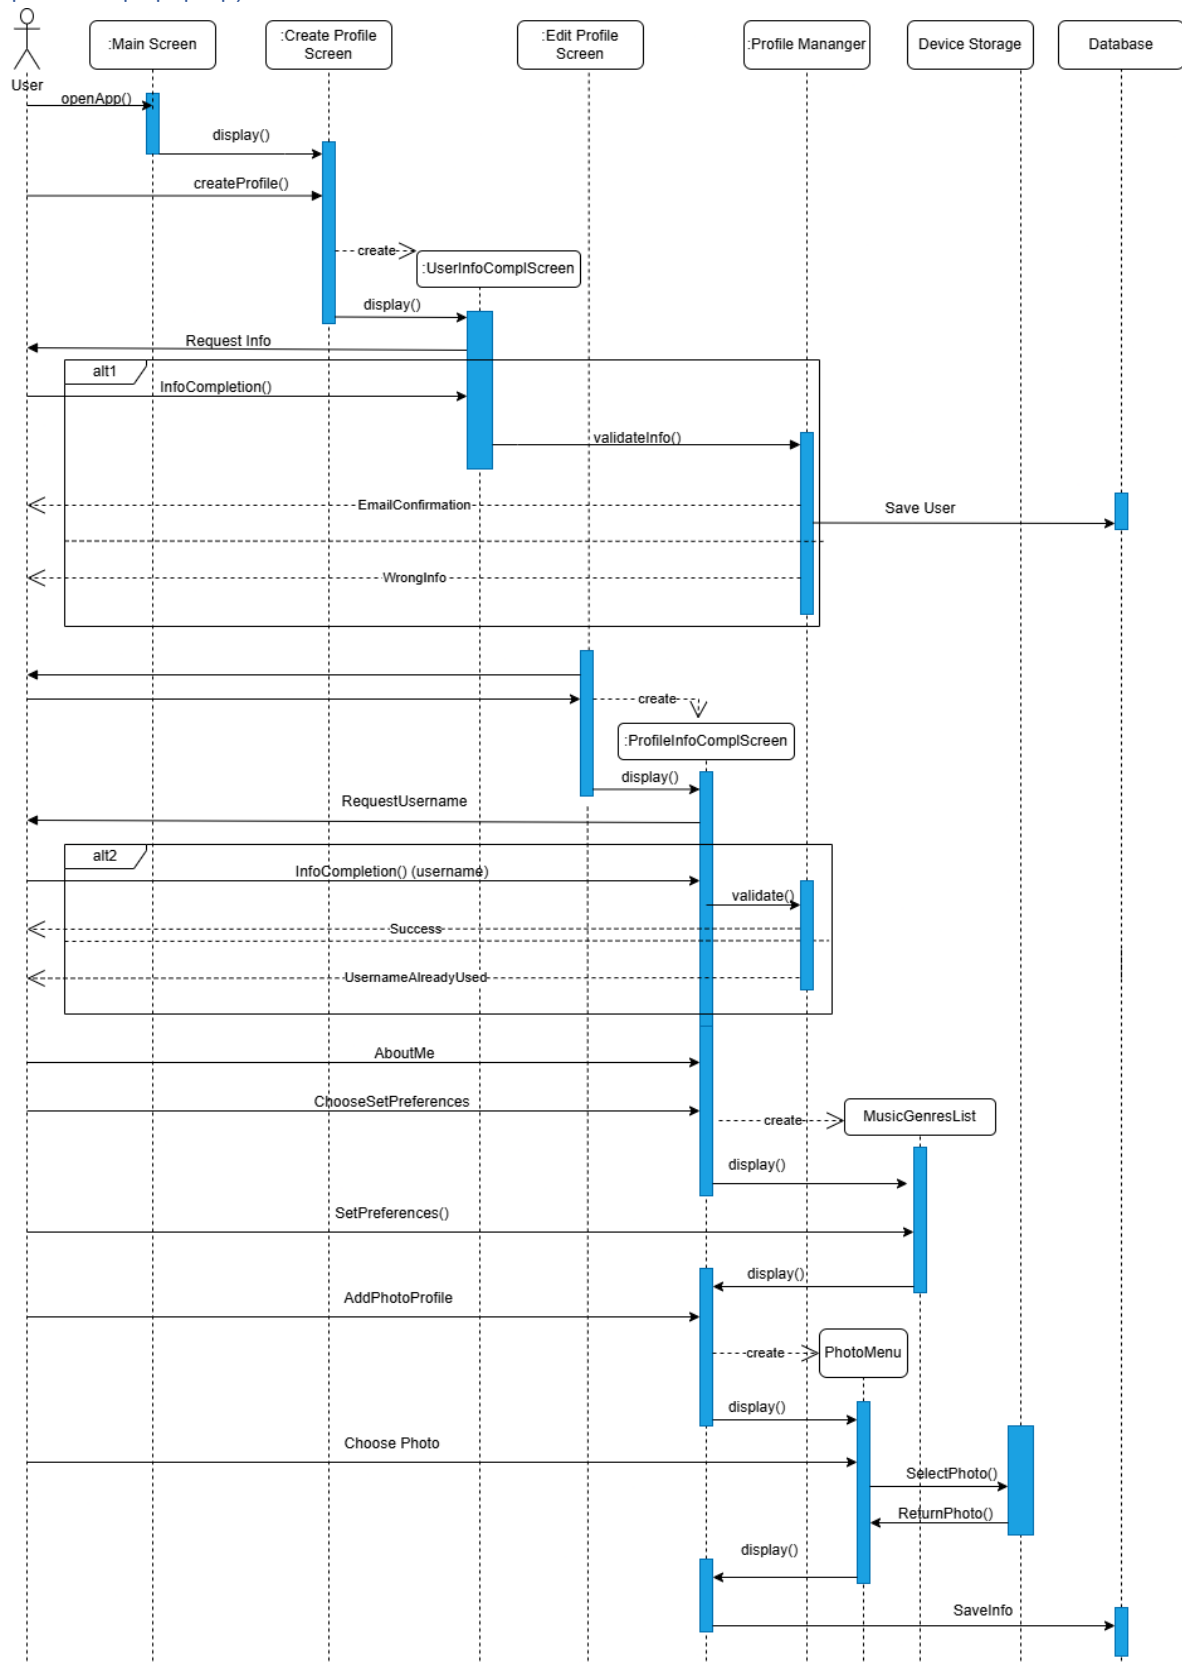 :Main Screen
:Create Profile
Screen
:Edit Profile
Screen
:Profile Mananger
Device Storage
Database
User
openApp()
display()
createProfile()
create
:UserInfoComplScreen
display()
Request Info
alt1
InfoCompletion()
validateInfo()
EmailConfirmation
Save User
WrongInfo
create
:ProfileInfoComplScreen
display()
RequestUsername
alt2
InfoCompletion() (username)
validate()
Success
UsernameAlreadyUsed
AboutMe
ChooseSetPreferences
create
MusicGenresList
display()
SetPreferences()
display()
AddPhotoProfile
create
PhotoMenu
display()
Choose Photo
SelectPhoto()
ReturnPhoto()
display()
SaveInfo